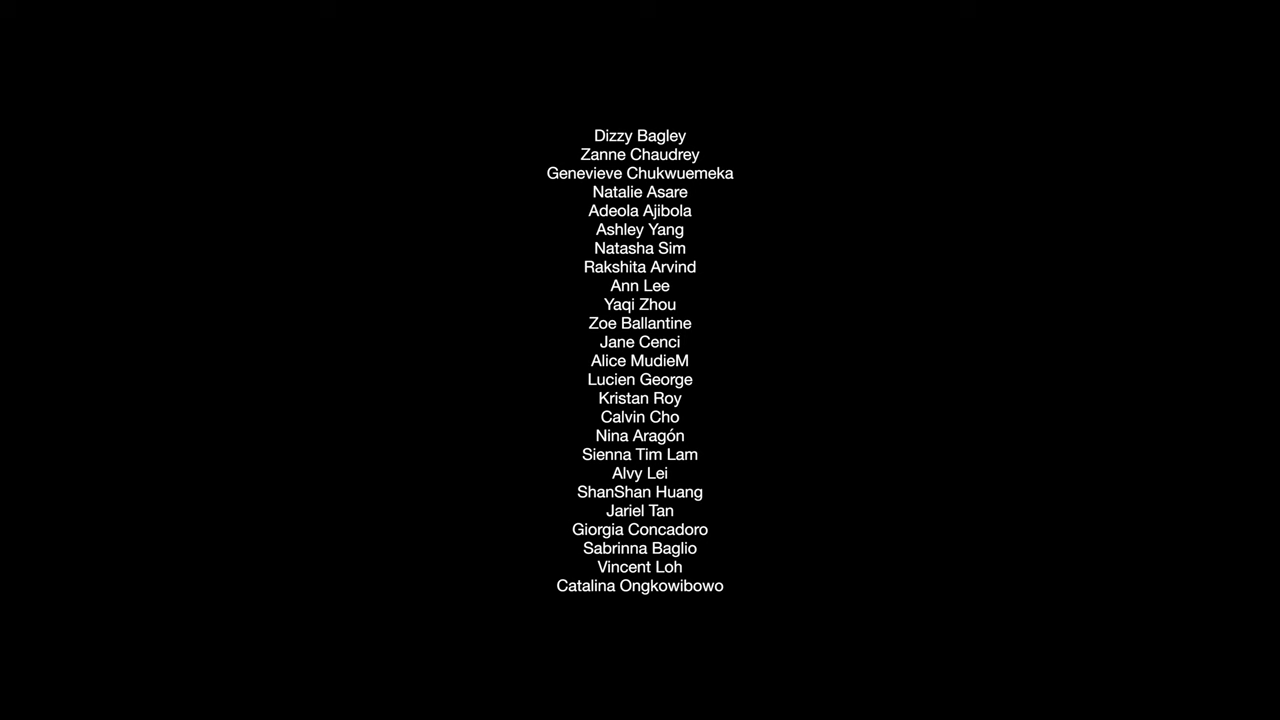 Dizzy Bagley
Zanne Chaudrey
Genevieve Chukwuemeka
Natalie Asare
Adeola Ajibola
Ashley Yang
Natasha Sim
Rakshita Arvind
Ann Lee
Yaqi Zhou
Zoe Ballantine
Jane Cenci
Alice MudieM
Lucien George
Kristan Roy
Calvin Cho
Nina Aragón
Sienna Tim Lam
Alvy Lei
ShanShan Huang
Jariel Tan
Giorgia Concadoro
Sabrinna Baglio
Vincent Loh
Catalina Ongkowibowo